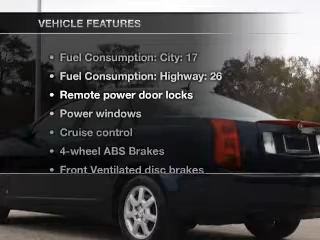 VEHICLE FEATURES
• Fuel Consumption: City: 17
• Fuel Consumption: Highway: 26
• Remote power door locks
• Power windows
• Cruise control
• 4-wheel ABS Brakes
• Front Ventilated disc brakes